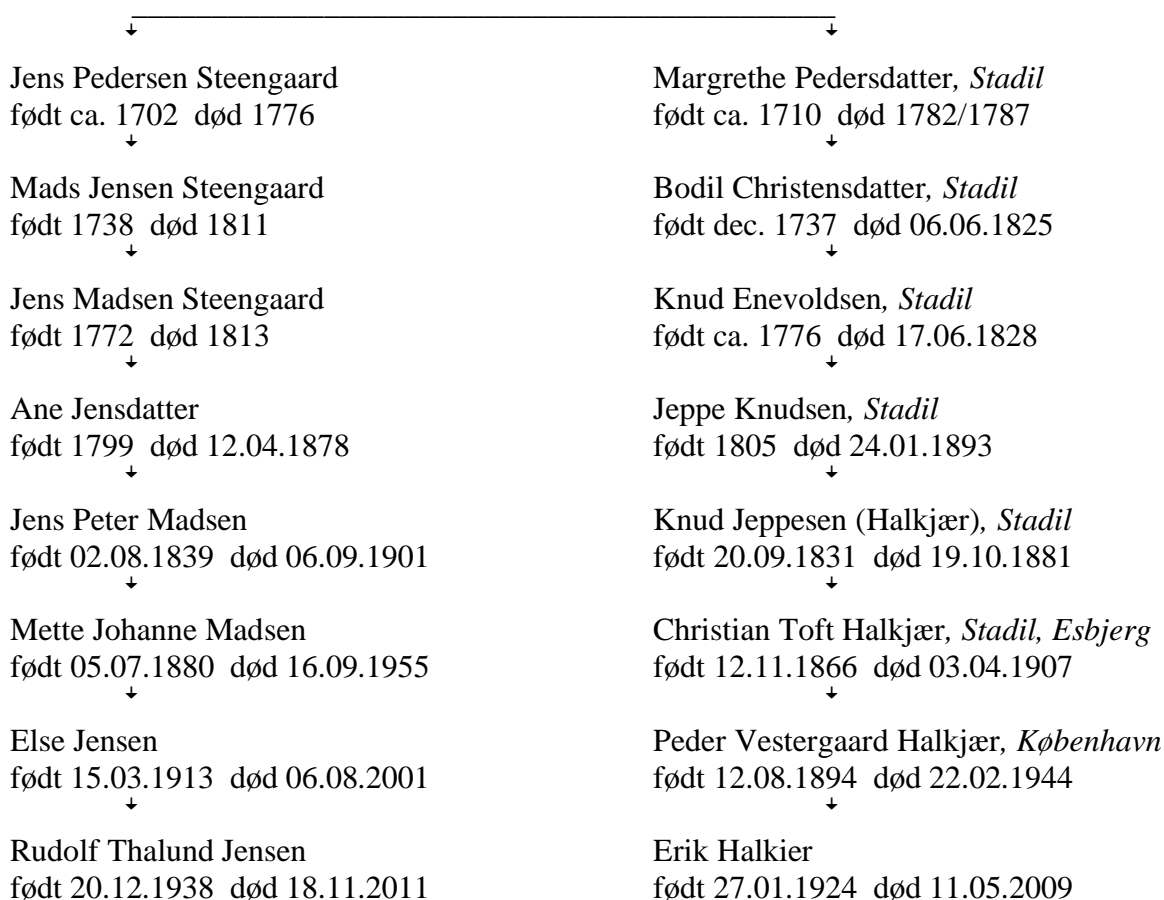 Jens Pedersen Steengaard
født ca. 1702 død 1776
Mads Jensen Steengaard
født 1738 død 1811
Jens Madsen Steengaard
født 1772 død 1813
Ane Jensdatter
født 1799 død 12.04.1878
Jens Peter Madsen
født 02.08.1839 død 06.09.1901
Mette Johanne Madsen
født 05.07.1880 død 16.09.1955
Else Jensen
født 15.03.1913 død 06.08.2001
Rudolf Thalund Jensen
født 20.12.1938 død 18.11.2011
Margrethe Pedersdatter, Stadil
født ca. 1710 død 1782/1787
Bodil Christensdatter, Stadil
født dec. 1737 død 06.06.1825
Knud Enevoldsen, Stadil
født ca. 1776 død 17.06.1828
Jeppe Knudsen, Stadil
født 1805 død 24.01.1893
Knud Jeppesen (Halkjær), Stadil
født 20.09.1831 død 19.10.1881
Christian Toft Halkjær, Stadil, Esbjerg
født 12.11.1866 død 03.04.1907
Peder Vestergaard Halkjær, København
født 12.08.1894 død 22.02.1944
Erik Halkier
født 27.01.1924 død 11.05.2009